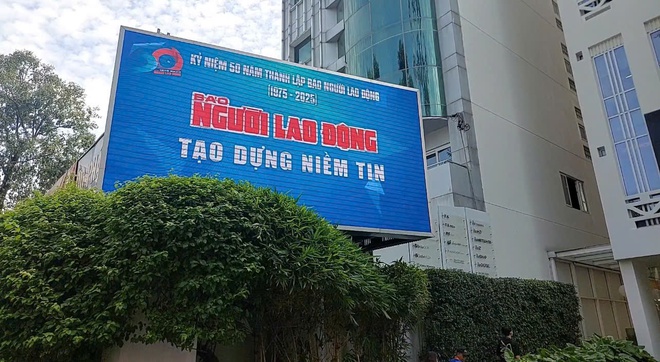 KỶ NIỆM 50 NĂM THÀNH LẬP BÁO NGƯỜI LAO ĐỘNG
(1975 - 2025)
BÁO
NGƯỜI LAO ĐỘNG
TẠO DỰNG NIỀM TIN